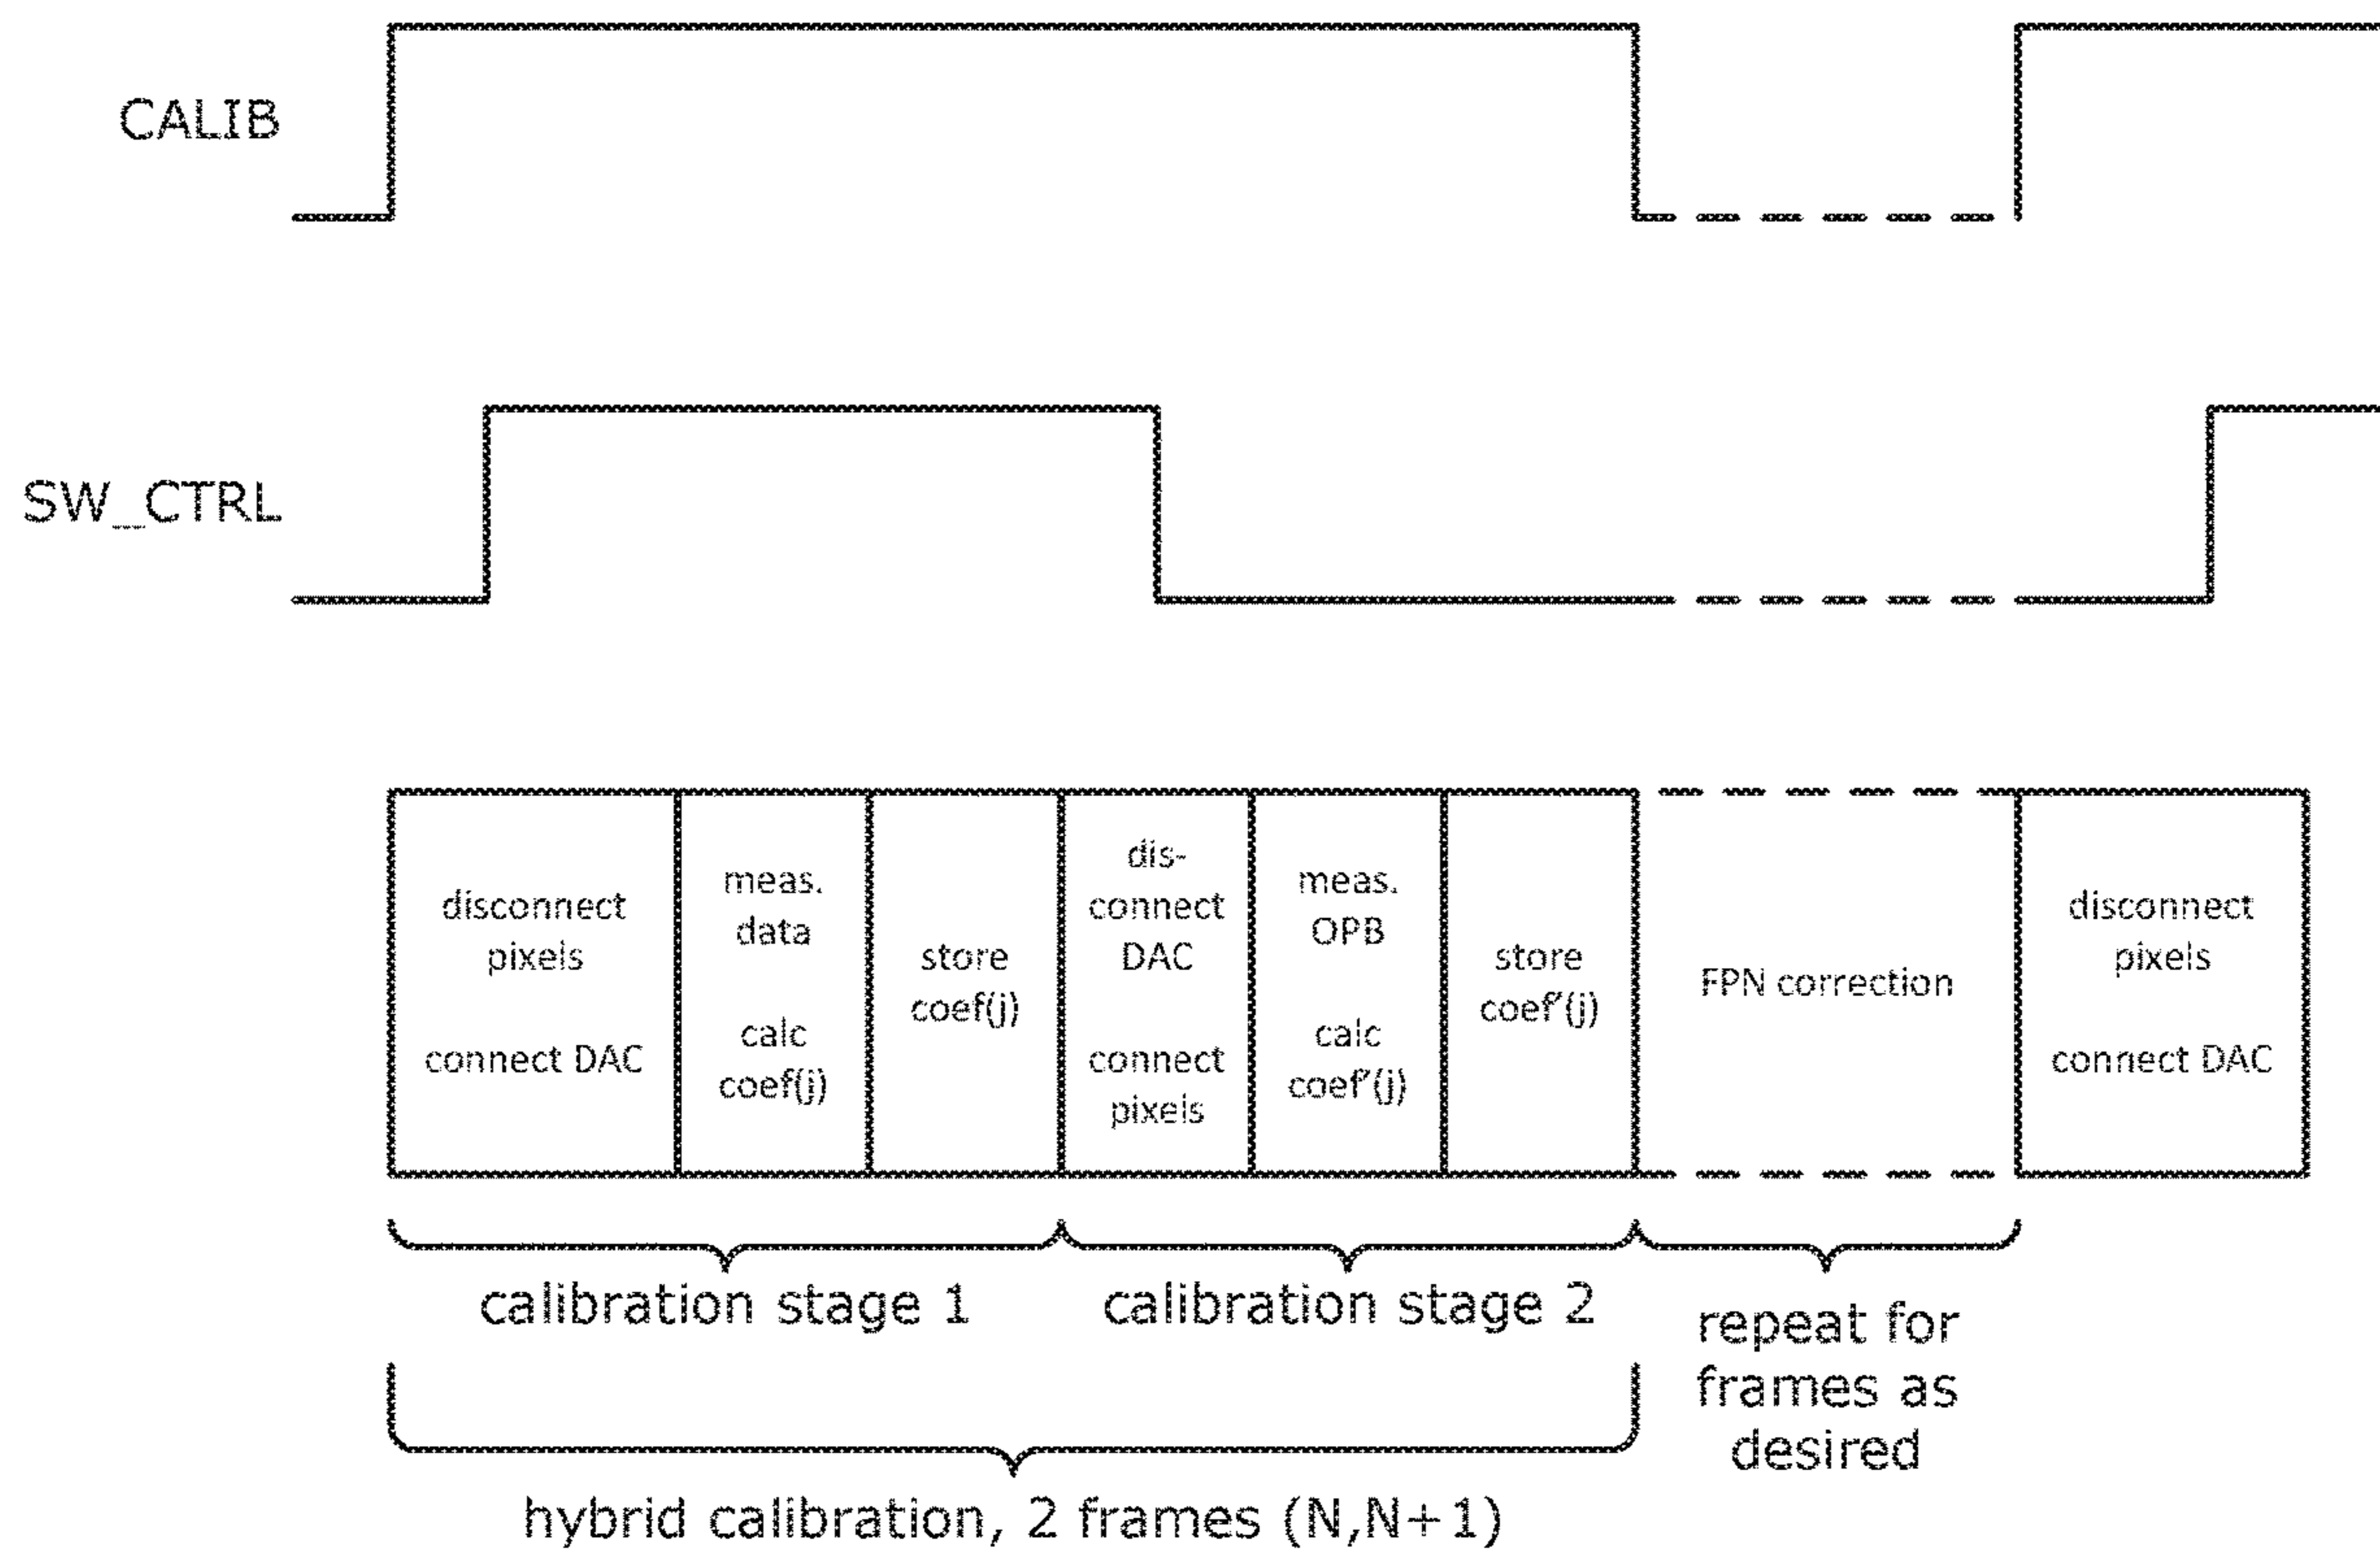 CALIB
SW_CTRL
disconnect
pixels
connect DAC
meas.
data
calc
coef(j)
store
coef(j)
dis-
connect
DAC
connect
pixels
meas.
OPB
calc
coef'(j)
store
coef'(j)
FPN correction
disconnect
pixels
connect DAC
calibration stage 1
calibration stage 2
repeat for
frames as
desired
hybrid calibration, 2 frames (N,N+1)